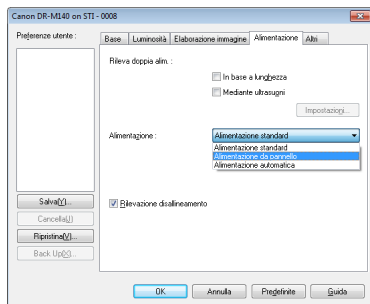 Canon DR-M140 on STI - 0008
Preferenze utente :
Base Luminosità Elaborazione immagine Alimentazione Altri
Rileva doppia alim. :
In base a lunghezza
Mediante ultrasuoni
Impostazioni...
Alimentazione : Alimentazione standard
Alimentazione standard
Alimentazione da pannello
Alimentazione automatica
Salva(Y)...
Cancella(J)
Ripristina(V)...
Back Up(X)...
Rilevazione disallineamento
OK Annulla Predefinite Guida